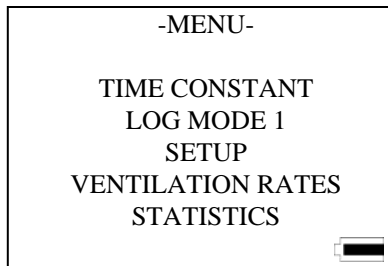 -MENU-
TIME CONSTANT
LOG MODE 1
SETUP
VENTILATION RATES
STATISTICS